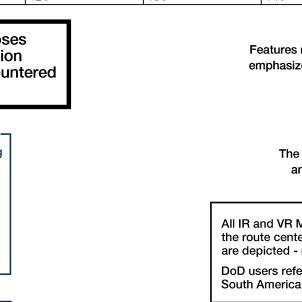 oses
ion
untered
Features
emphasiz
The
an
All IR and VR M
the route cente
are depicted -
DoD users refe
South America